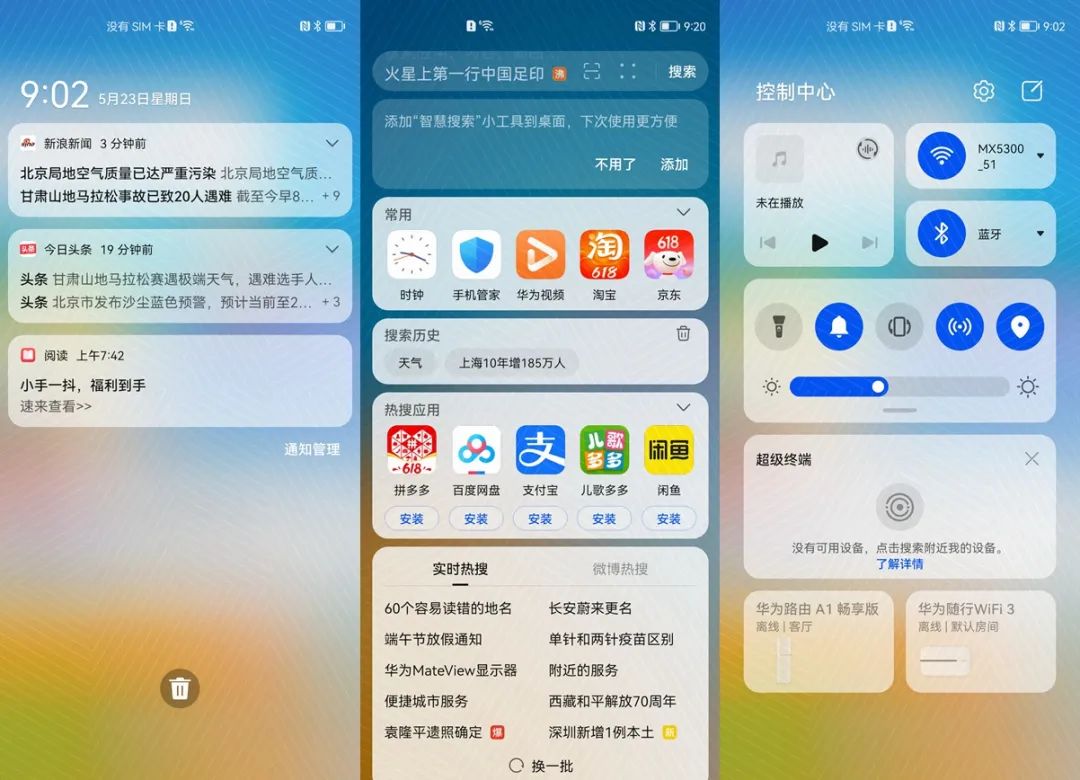 没有 SIM 卡
9:02 5月23日星期日
新浪新闻 3 分钟前
北京局地空气质量已达严重污染 北京局地空气质...
甘肃山地马拉松事故已致20人遇难 截至今早8... +9
今日头条 19 分钟前
头条 甘肃山地马拉松赛遇极端天气，遇难选手人...
头条 北京市发布沙尘蓝色预警，预计当前至2... +3
阅读 上午7:42
小手一抖，福利到手
速来查看>>
通知管理
9:20
火星上第一行中国足印 沸 搜索
添加“智慧搜索”小工具到桌面，下次使用更方便
不用了 添加
常用
淘 618 618
时钟 手机管家 华为视频 淘宝 京东
搜索历史
天气 上海10年增185万人
热搜应用
拼 6/8 支 儿歌多多 闲鱼
拼多多 百度网盘 支付宝 儿歌多多 闲鱼
安装 安装 安装 安装 安装
实时热搜 微博热搜
60个容易读错的地名 长安蔚来更名
端午节放假通知 单针和两针疫苗区别
华为MateView显示器 附近的服务
便捷城市服务 西藏和平解放70周年
袁隆平遗照确定 爆 深圳新增1例本土 新
换一批
没有 SIM 卡 9:02
控制中心
MX5300
_51
未在播放
蓝牙
超级终端
没有可用设备，点击搜索附近我的设备。
了解详情
华为路由 A1 畅享版 华为随行WiFi 3
离线 | 客厅 离线 | 默认房间